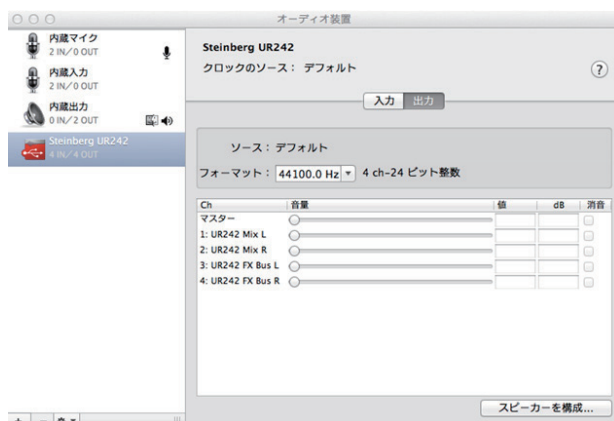 オーディオ装置
内蔵マイク
2 IN/0 OUT
内蔵入力
2 IN/0 OUT
内蔵出力
0 IN/2 OUT
Steinberg UR242
4 IN/4 OUT
Steinberg UR242
クロックのソース： デフォルト
?
入力 出力
ソース：デフォルト
フォーマット： 44100.0 Hz 4 ch-24 ビット整数
Ch 音量 値 dB 消音
マスター
1: UR242 Mix L
2: UR242 Mix R
3: UR242 FX Bus L
4: UR242 FX Bus R
スピーカーを構成...